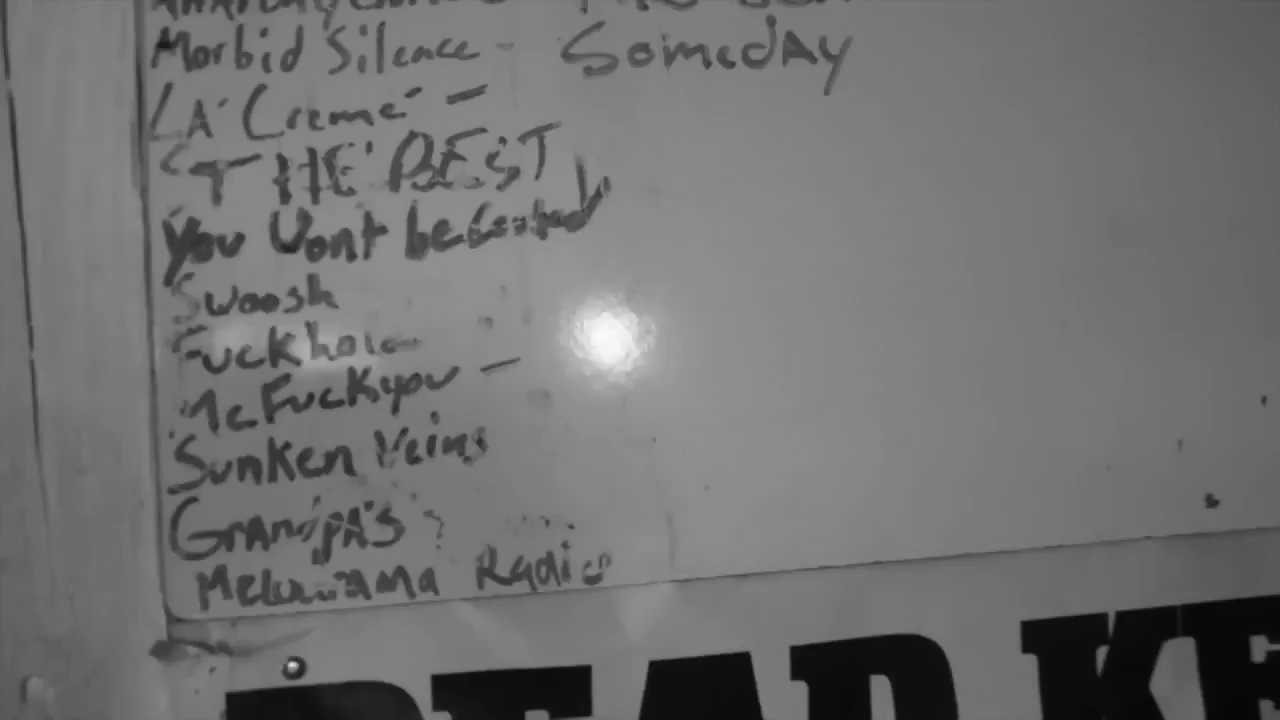 Morbid Silence - Someday
LA Creme -
THE BEST
You Wont be
Swoosh
Fuckhole
McFuckyou -
Sunken Veins
GrAndpA's
Radio